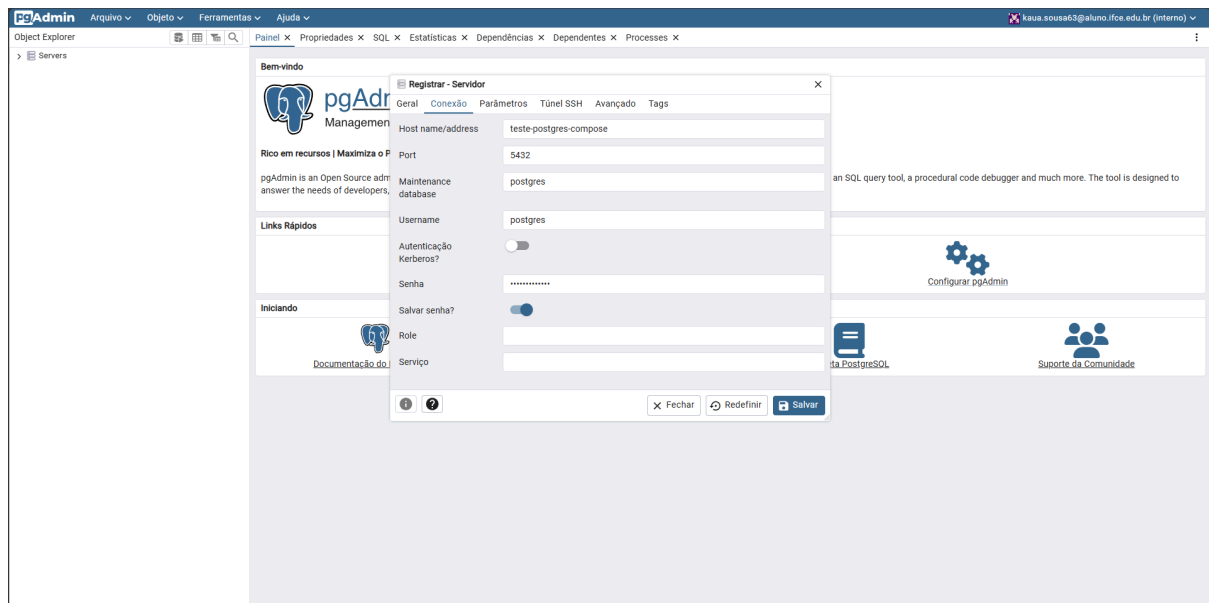 pgAdmin Arquivo Objeto Ferramentas Ajuda kaua.sousa63@aluno.ifce.edu.br (interno)
Object Explorer Painel Propriedades SQL Estatísticas Dependências Dependentes Processes
Servers
Bem-vindo
Registrar - Servidor
pgAdr
Geral Conexão Parâmetros Túnel SSH Avançado Tags
Managemen
Host name/address teste-postgres-compose
Rico em recursos | Maximiza o P
Port 5432
pgAdmin is an Open Source adm an SQL query tool, a procedural code debugger and much more. The tool is designed to
answer the needs of developers,
Maintenance
database
postgres
Links Rápidos
Username postgres
Autenticação
Kerberos?
Configurar pgAdmin
Senha •••••••••••••
Iniciando
Salvar senha?
Role
Documentação do
Serviço
ta PostgreSQL
Suporte da Comunidade
Fechar Redefinir Salvar